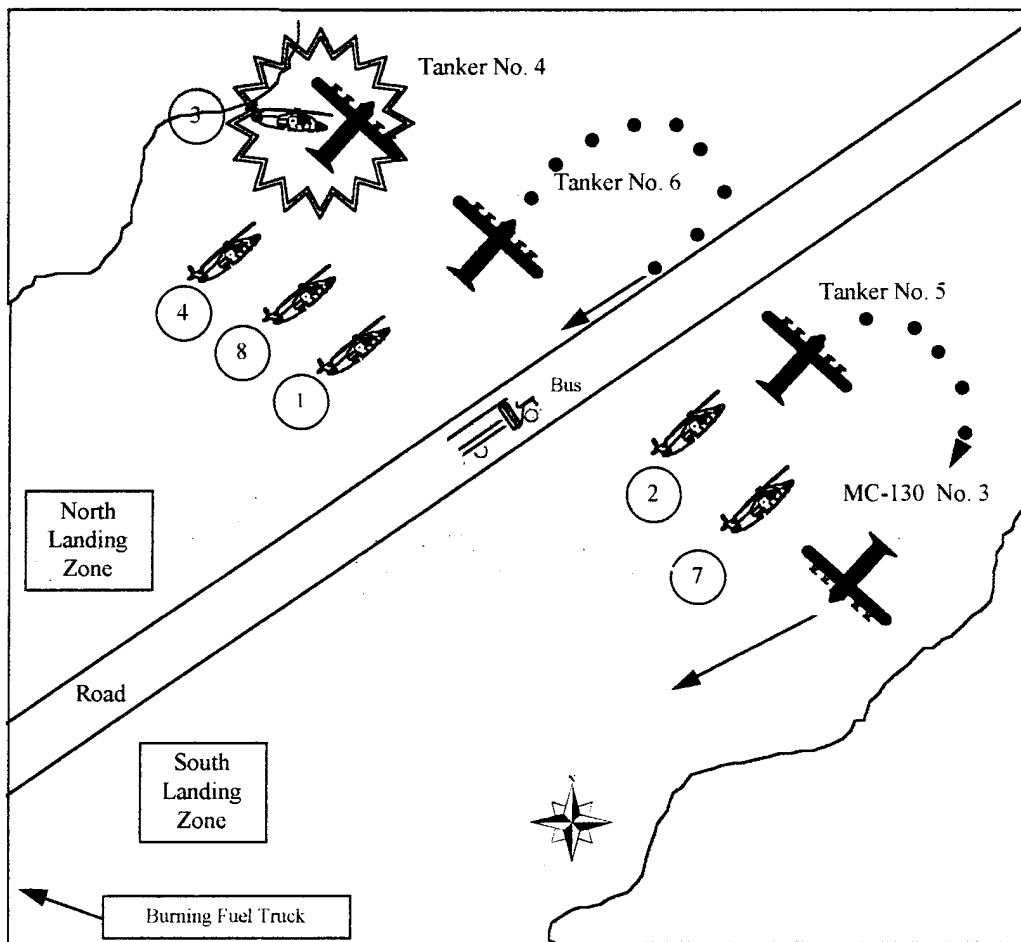 Tanker No. 4
3
Tanker No. 6
4
Tanker No. 5
8
1
Bus
2
MC-130 No. 3
North
Landing
Zone
7
Road
South
Landing
Zone
N
Burning Fuel Truck